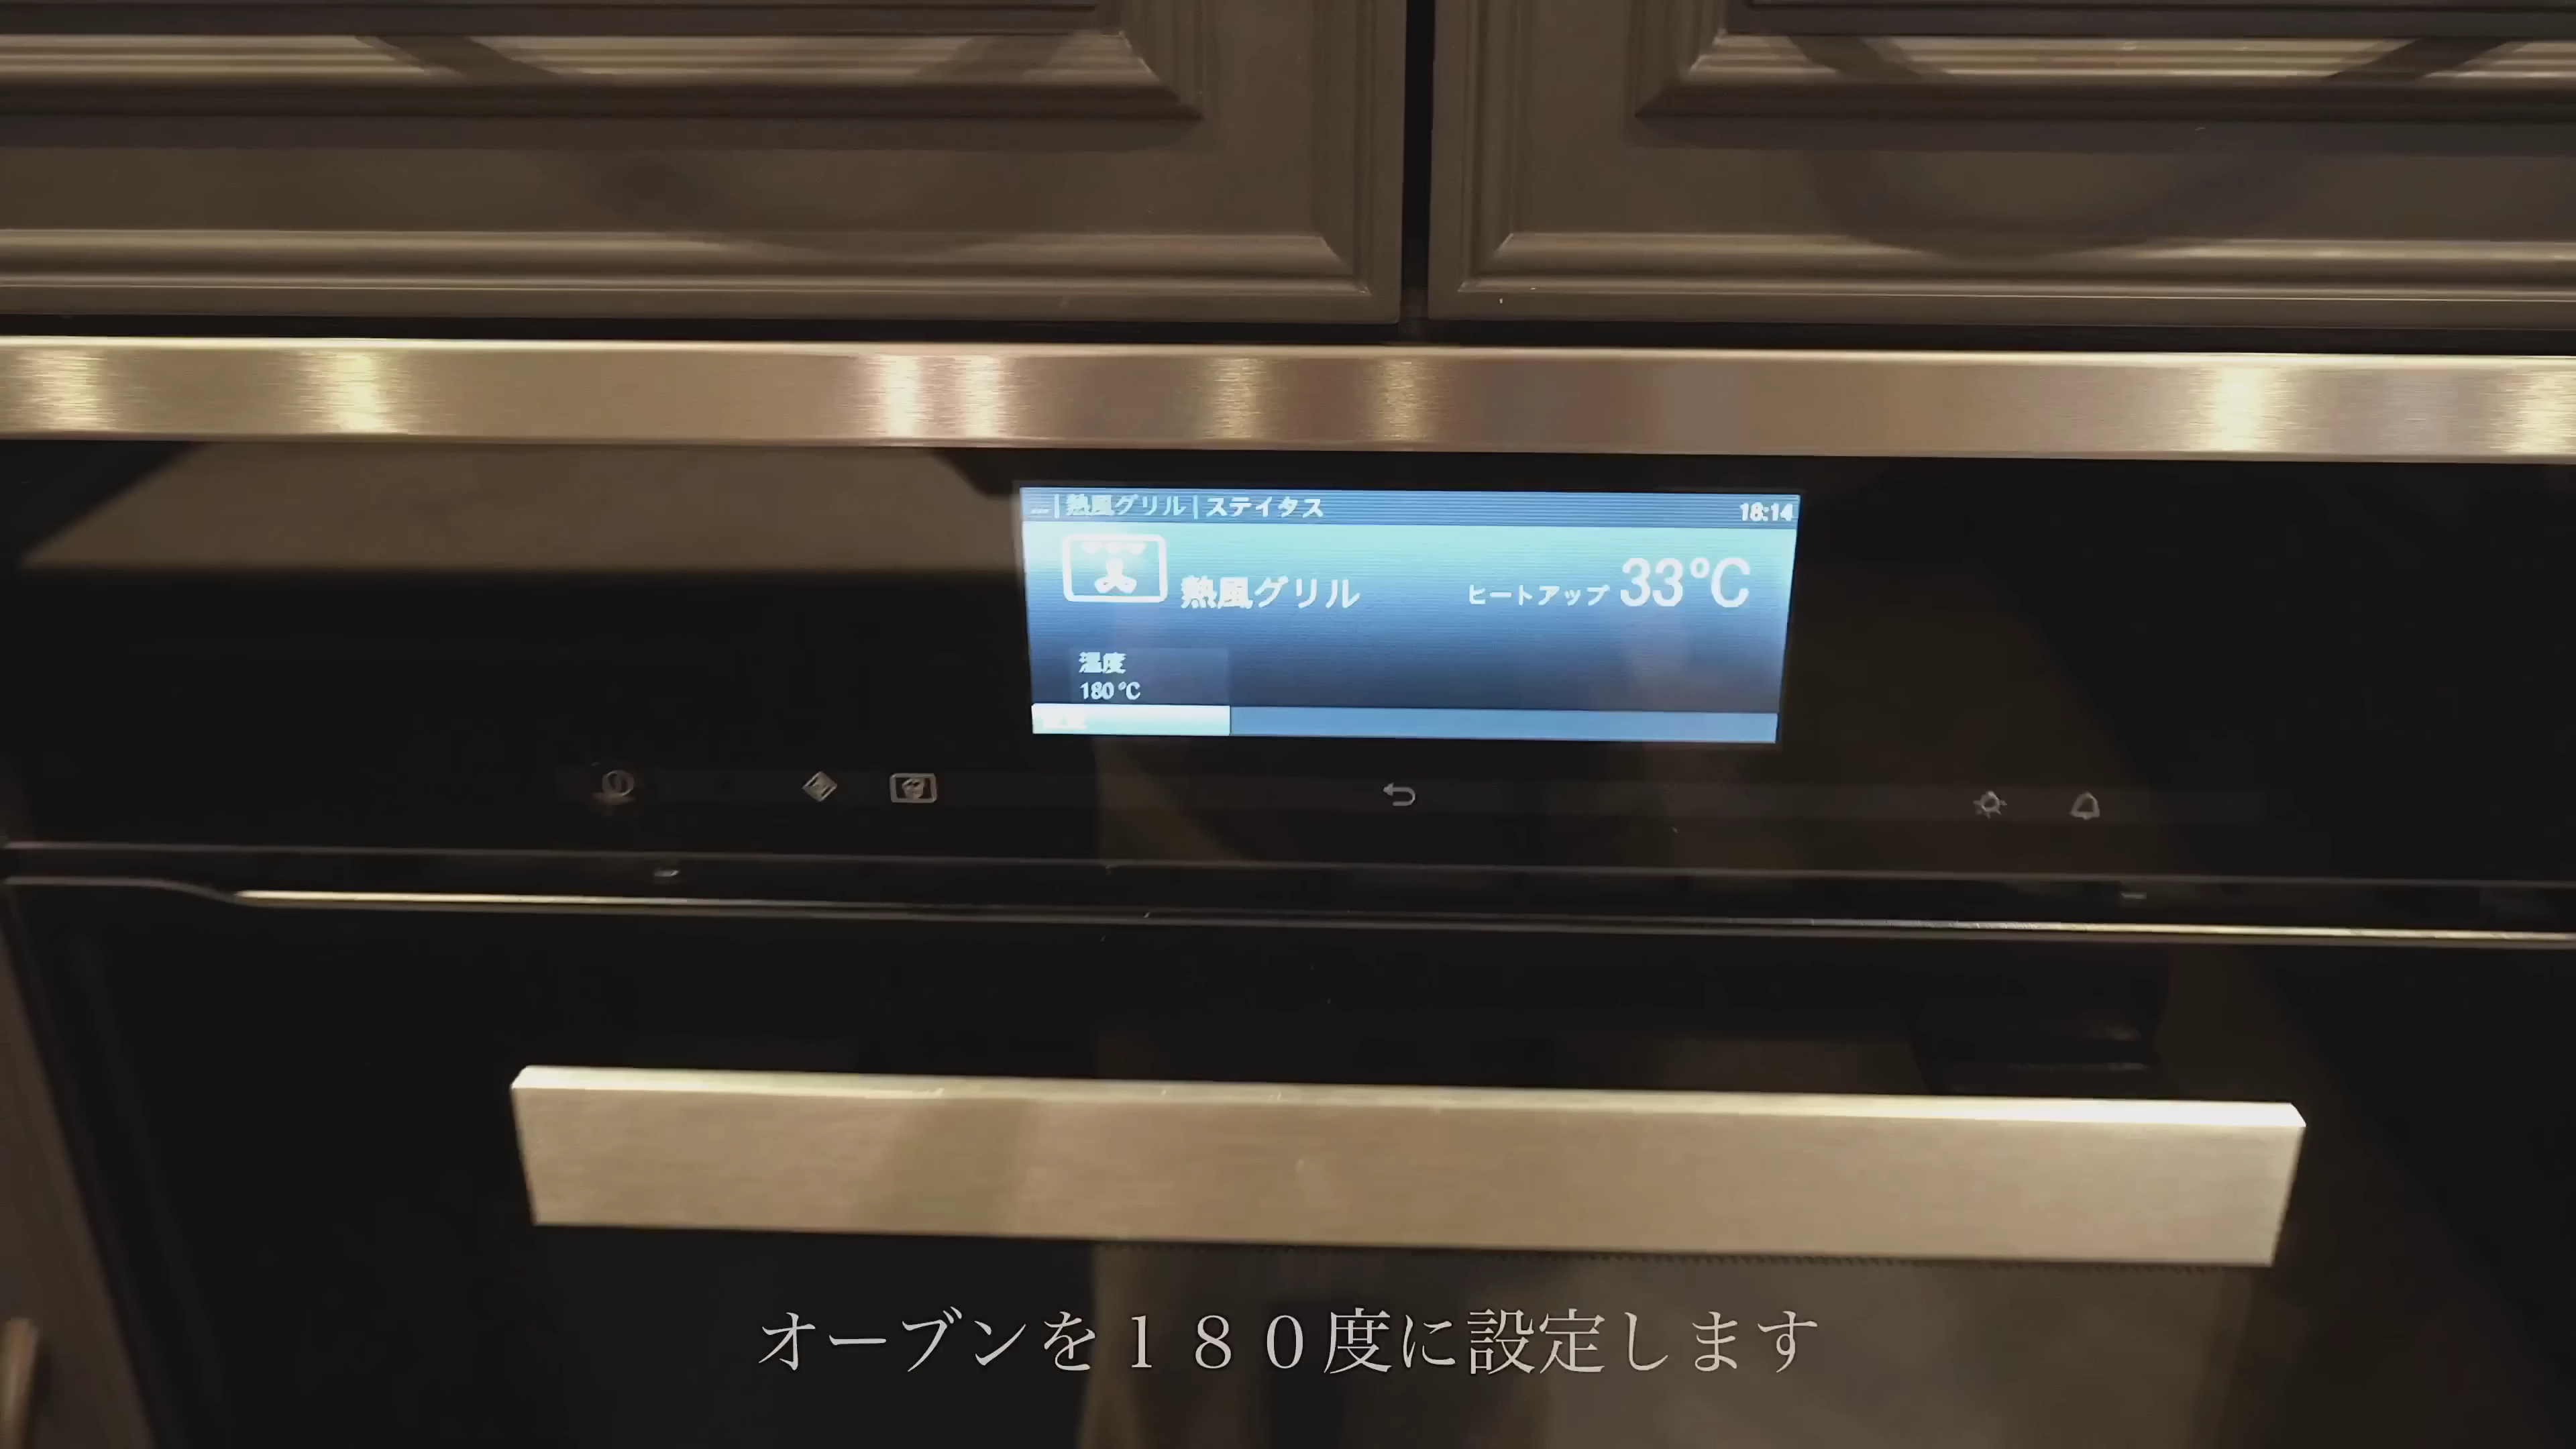 ... | 熱風グリル | ステイタス 18:14
熱風グリル ヒートアップ 33°C
温度
180°C
オーブンを１８０度に設定します